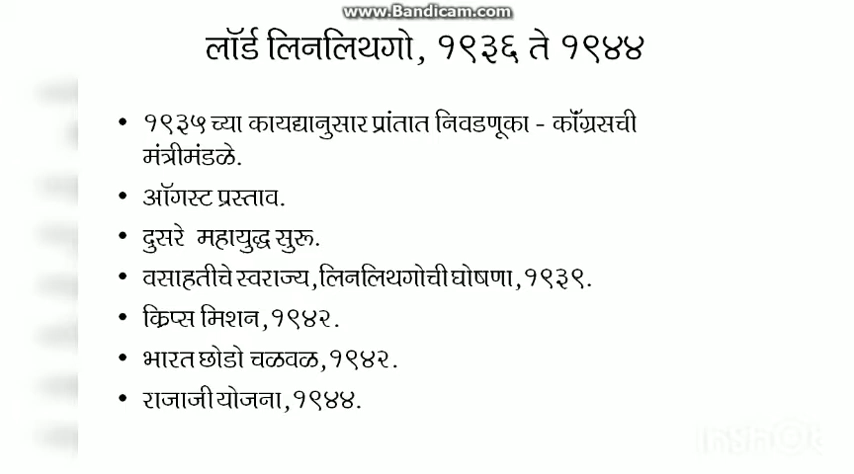 www.Bandicam.com
लॉर्ड लिनलिथगो, १९३६ ते १९४४
• १९३५ च्या कायद्यानुसार प्रांतात निवडणूका - कॉंग्रसची
मंत्रीमंडळे.
• ऑगस्ट प्रस्ताव.
• दुसरे महायुद्ध सुरू.
• वसाहतीचे स्वराज्य,लिनलिथगोची घोषणा,१९३९.
• क्रिप्स मिशन,१९४२.
• भारत छोडो चळवळ,१९४२.
• राजाजी योजना,१९४४.